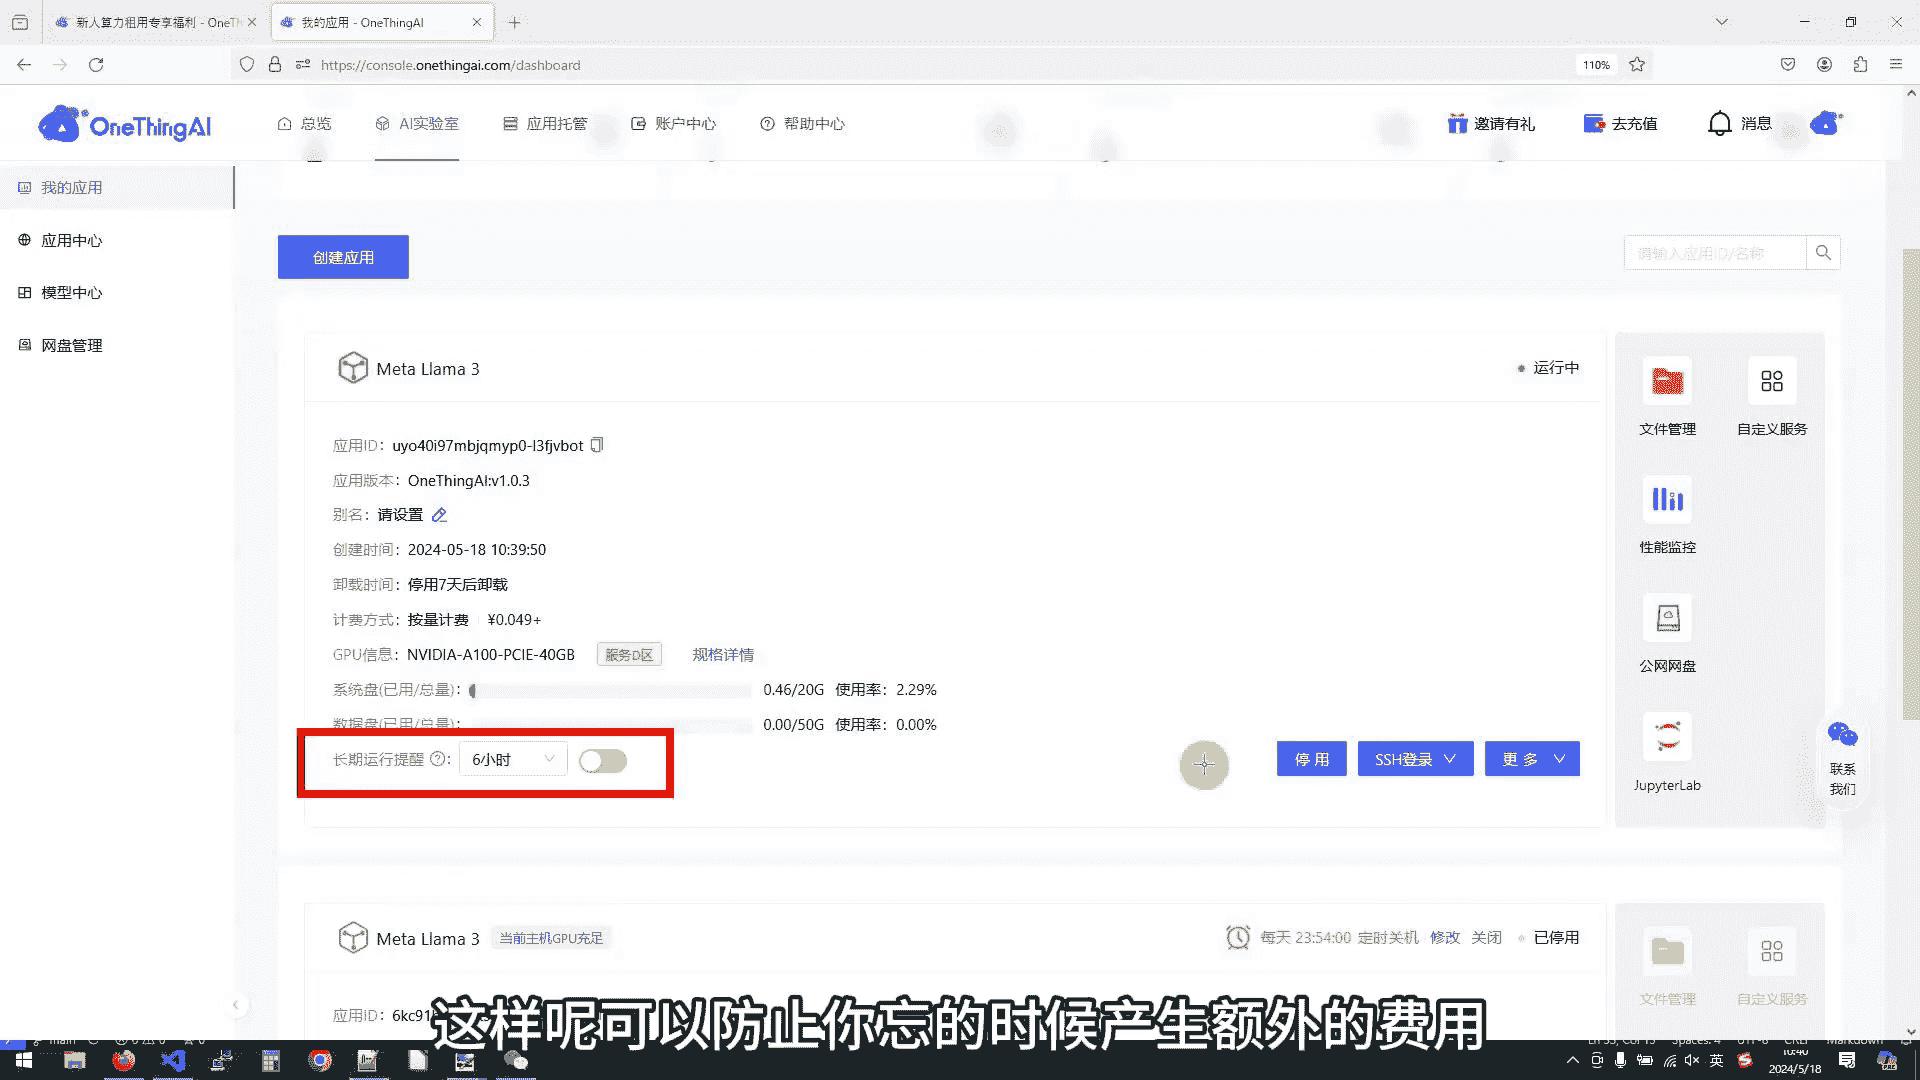 新人算力租用专享福利 - OneTh
我的应用 - OneThingAI
https://console.onethingai.com/dashboard
110%
OneThingAI
总览
AI实验室
应用托管
账户中心
帮助中心
邀请有礼
去充值
消息
我的应用
应用中心
模型中心
网盘管理
创建应用
请输入应用ID/名称
Meta Llama 3
运行中
应用ID： uyo40i97mbjqmyp0-l3fjvbot
应用版本： OneThingAI:v1.0.3
别名： 请设置
创建时间： 2024-05-18 10:39:50
卸载时间： 停用7天后卸载
计费方式： 按量计费 ¥0.049+
GPU信息： NVIDIA-A100-PCIE-40GB 服务D区 规格详情
系统盘(已用/总量)： 0.46/20G 使用率： 2.29%
数据盘(已用/总量)： 0.00/50G 使用率： 0.00%
长期运行提醒 ?： 6小时
停 用
SSH登录
更 多
文件管理
自定义服务
性能监控
公网网盘
JupyterLab
联系
我们
Meta Llama 3 当前主机GPU充足
每天 23:54:00 定时关机 修改 关闭 已停用
文件管理
自定义服务
应用ID： 6kc91
这样呢可以防止你忘的时候产生额外的费用
英
10:40
2024/5/18